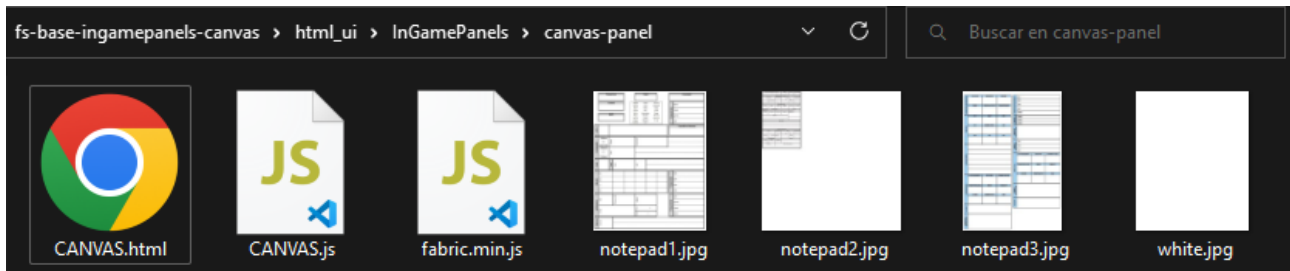 fs-base-ingamepanels-canvas > html_ui > InGamePanels > canvas-panel
Buscar en canvas-panel
JS
JS
CANVAS.html
CANVAS.js
fabric.min.js
notepad1.jpg
notepad2.jpg
notepad3.jpg
white.jpg